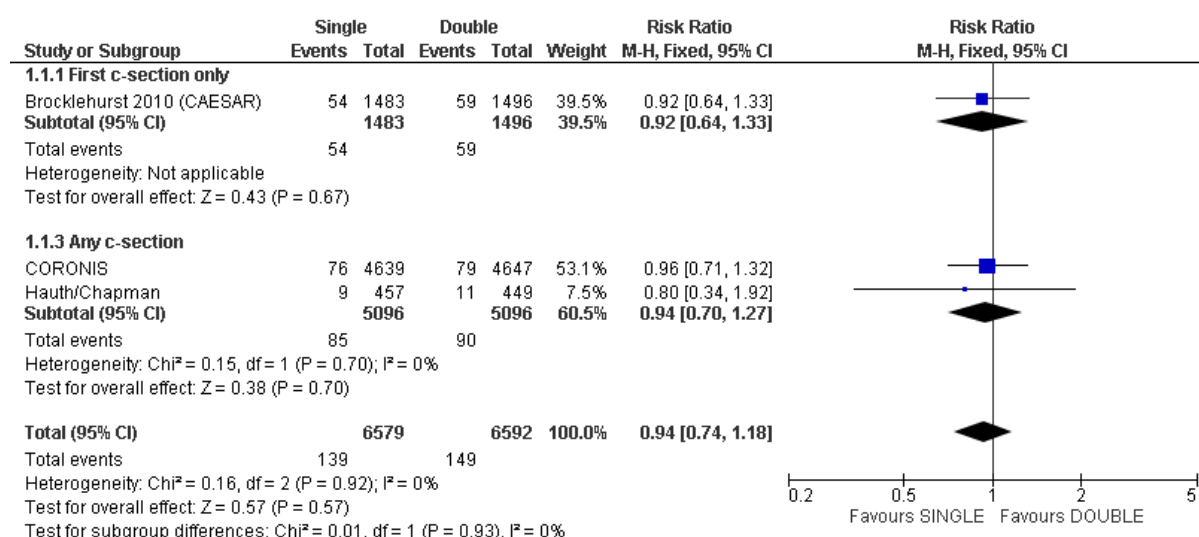 Single Double Risk Ratio Risk Ratio
Study or Subgroup Events Total Events Total Weight M-H, Fixed, 95% CI M-H, Fixed, 95% CI
1.1.1 First c-section only
Brocklehurst 2010 (CAESAR) 54 1483 59 1496 39.5% 0.92 [0.64, 1.33]
Subtotal (95% CI) 1483 1496 39.5% 0.92 [0.64, 1.33]
Total events 54 59
Heterogeneity: Not applicable
Test for overall effect: Z = 0.43 (P = 0.67)
1.1.3 Any c-section
CORONIS 76 4639 79 4647 53.1% 0.96 [0.71, 1.32]
Hauth/Chapman 9 457 11 449 7.5% 0.80 [0.34, 1.92]
Subtotal (95% CI) 5096 5096 60.5% 0.94 [0.70, 1.27]
Total events 85 90
Heterogeneity: Chi² = 0.15, df = 1 (P = 0.70); I² = 0%
Test for overall effect: Z = 0.38 (P = 0.70)
Total (95% CI) 6579 6592 100.0% 0.94 [0.74, 1.18]
Total events 139 149
Heterogeneity: Chi² = 0.16, df = 2 (P = 0.92); I² = 0%
Test for overall effect: Z = 0.57 (P = 0.57)
Test for subgroup differences: Chi² = 0.01, df = 1 (P = 0.93), I² = 0%
0.2 0.5 1 2 5
Favours SINGLE Favours DOUBLE